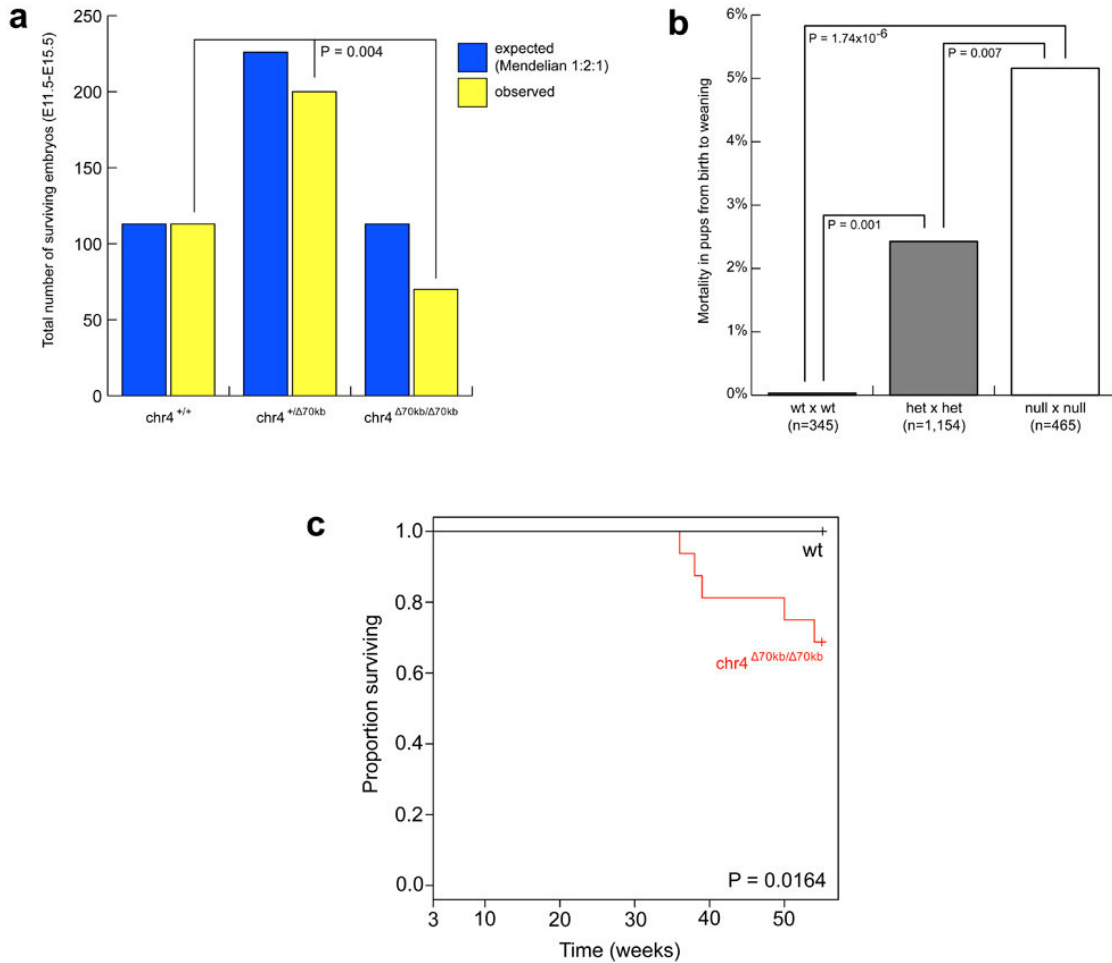 a
Total number of surviving embryos (E11.5-E15.5)
250
200
150
100
50
0
P = 0.004
expected
(Mendelian 1:2:1)
observed
chr4 +/+
chr4 +/Δ70kb
chr4 Δ70kb/Δ70kb
b
Mortality in pups from birth to weaning
6%
5%
4%
3%
2%
1%
0%
P = 1.74x10-6
P = 0.007
P = 0.001
wt x wt
(n=345)
het x het
(n=1,154)
null x null
(n=465)
c
Proportion surviving
1.0
0.8
0.6
0.4
0.2
0.0
wt
chr4 Δ70kb/Δ70kb
P = 0.0164
3
10
20
30
40
50
Time (weeks)